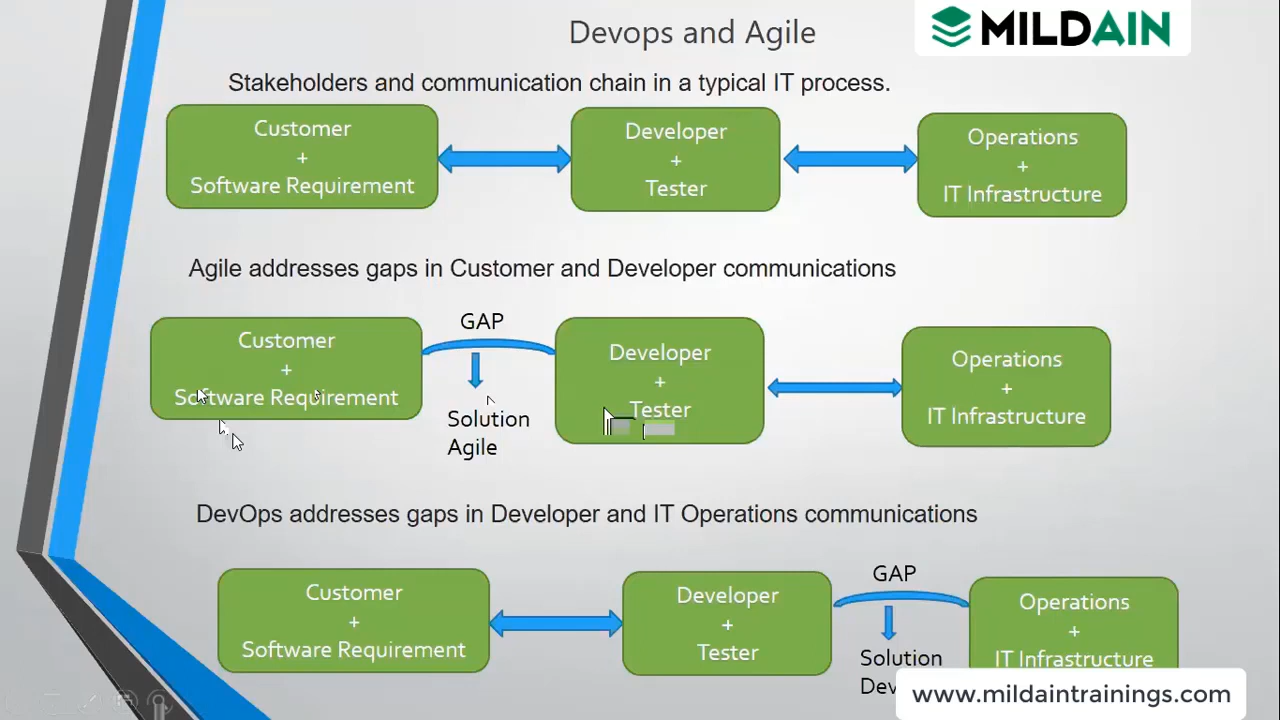 Devops and Agile
MILDAIN
Stakeholders and communication chain in a typical IT process.
Customer
+
Software Requirement
Developer
+
Tester
Operations
+
IT Infrastructure
Agile addresses gaps in Customer and Developer communications
Customer
+
Software Requirement
GAP
Solution
Agile
Developer
+
Tester
Operations
+
IT Infrastructure
DevOps addresses gaps in Developer and IT Operations communications
Customer
+
Software Requirement
Developer
+
Tester
GAP
Solution
Operations
+
IT Infrastructure
www.mildaintrainings.com